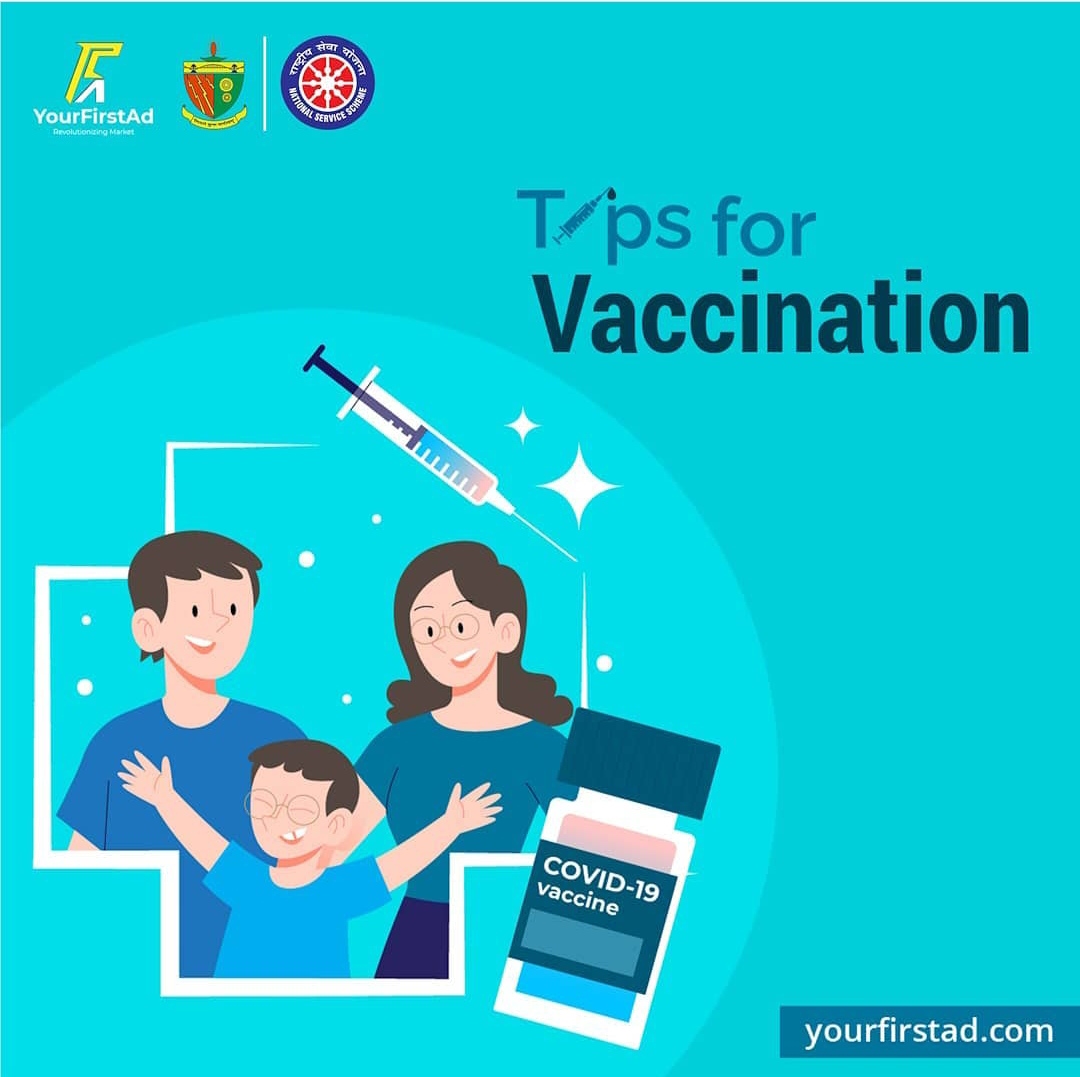 YourFirstAd
Revolutionizing Market
राष्ट्रीय सेवा योजना
NATIONAL SERVICE SCHEME
Tips for
Vaccination
COVID-19
vaccine
yourfirstad.com